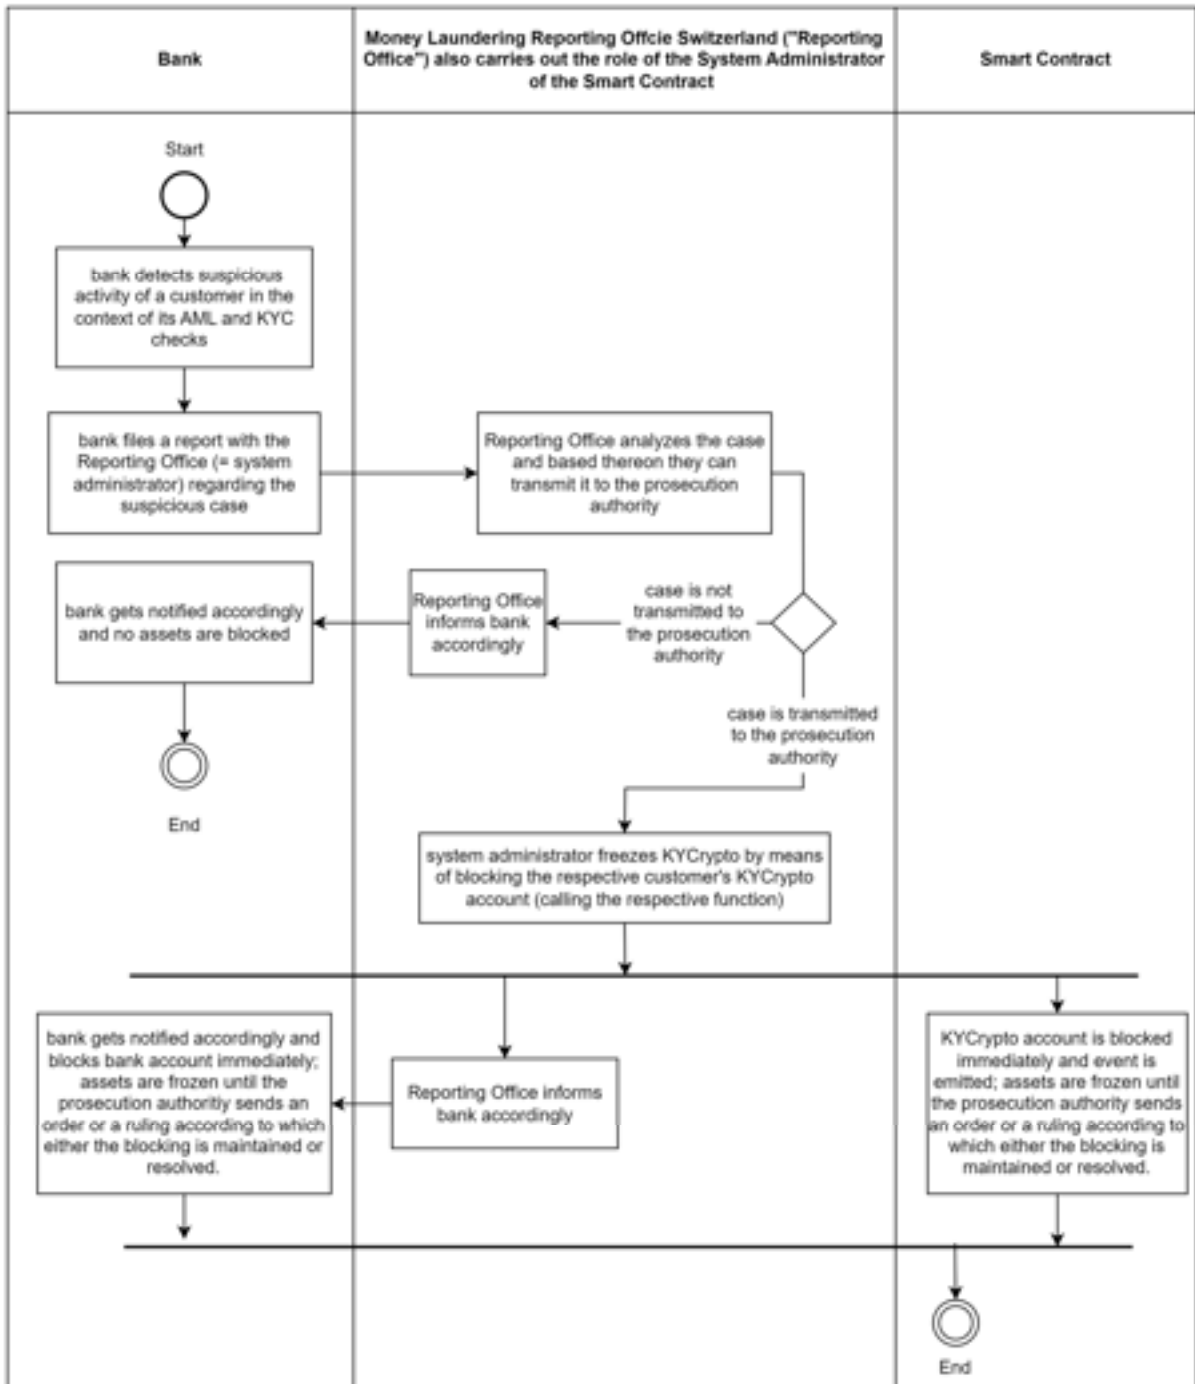 Bank
Money Laundering Reporting Offcie Switzerland ("Reporting
Office") also carries out the role of the System Administrator
of the Smart Contract
Smart Contract
Start
bank detects suspicious
activity of a customer in the
context of its AML and KYC
checks
bank files a report with the
Reporting Office (= system
administrator) regarding the
suspicious case
Reporting Office analyzes the case
and based thereon they can
transmit it to the prosecution
authority
bank gets notified accordingly
and no assets are blocked
Reporting Office
informs bank
accordingly
case is not
transmitted to
the prosecution
authority
case is transmitted
to the prosecution
authority
End
system administrator freezes KYCrypto by means
of blocking the respective customer's KYCrypto
account (calling the respective function)
bank gets notified accordingly and
blocks bank account immediately;
assets are frozen until the
prosecution authoritiy sends an
order or a ruling according to which
either the blocking is maintained or
resolved.
Reporting Office informs
bank accordingly
KYCrypto account is blocked
immediately and event is
emitted; assets are frozen until
the prosecution authority sends
an order or a ruling according to
which either the blocking is
maintained or resolved.
End